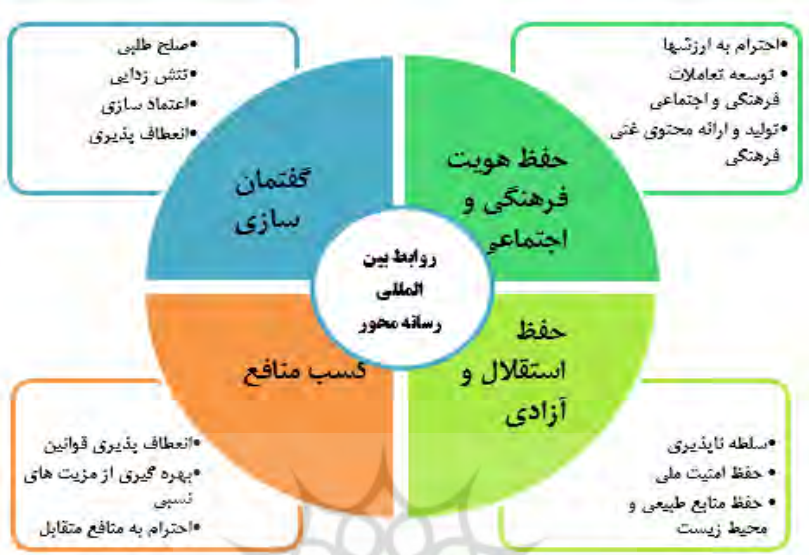 •احترام به ارزشها
• توسعه تعاملات
فرهنگی و اجتماعی
•تولید و ارائه محتوی غنی
فرهنگی
•صلح طلبی
•تنش زدایی
•اعتماد سازی
•انعطاف پذیری
حفظ هویت
فرهنگی و
اجتماعی
گفتمان
سازی
روابط بین
المللی
رسانه محور
حفظ
استقلال و
آزادی
کسب منافع
•سلطه ناپذیری
• حفظ امنیت ملی
• حفظ منابع طبیعی و
محیط زیست
•انعطاف پذیری قوانین
•بهره گیری از مزیت های
نسبی
•احترام به منافع متقابل